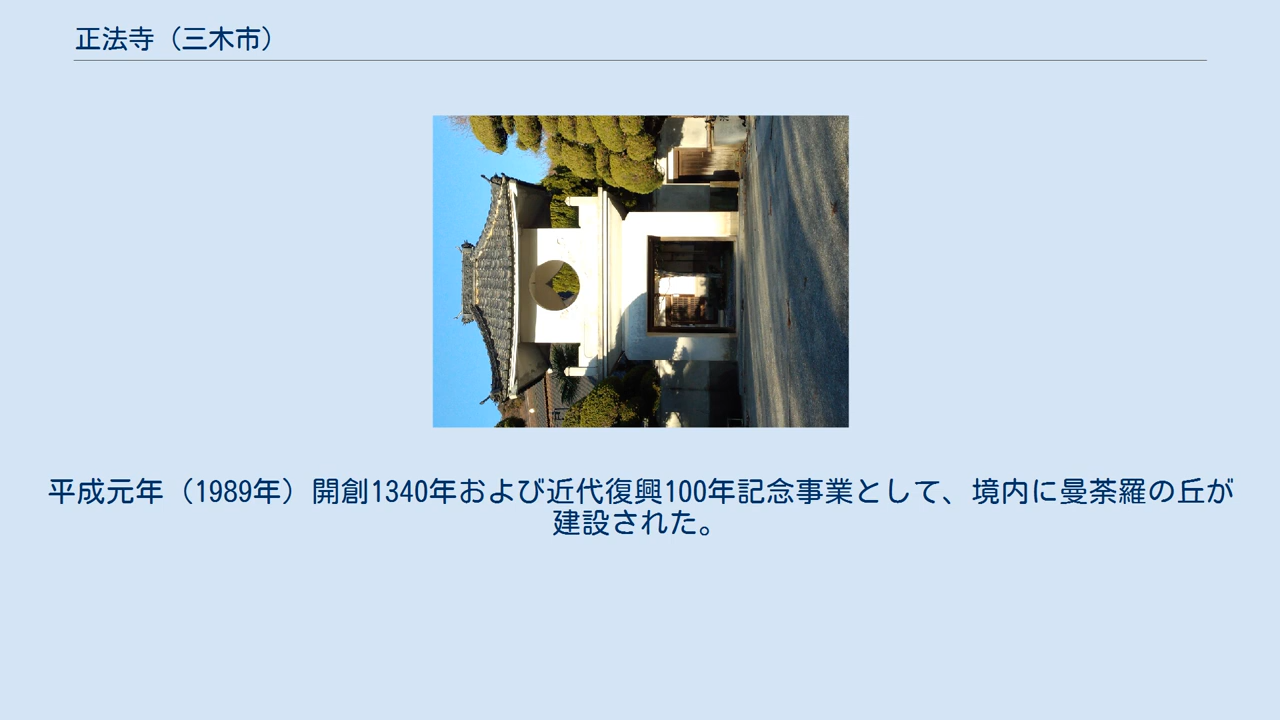 正法寺（三木市）
平成元年（1989年）開創1340年および近代復興100年記念事業として、境内に曼荼羅の丘が
建設された。